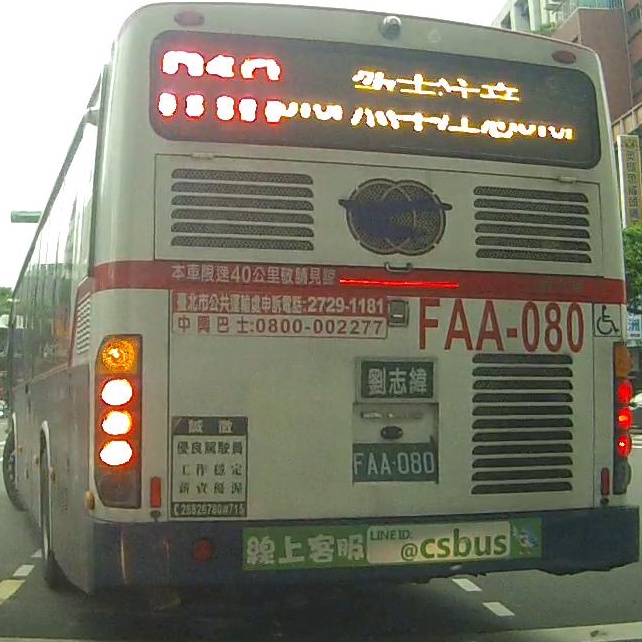 本車限速40公里敬請見諒
臺北市公共運輸處申訴電話:2729-1181
中興巴士:0800-002277
FAA-080
劉志緯
FAA-080
誠徵
優良駕駛員
工作穩定
薪資優渥
28826780#715
線上客服 LINE ID: @csbus